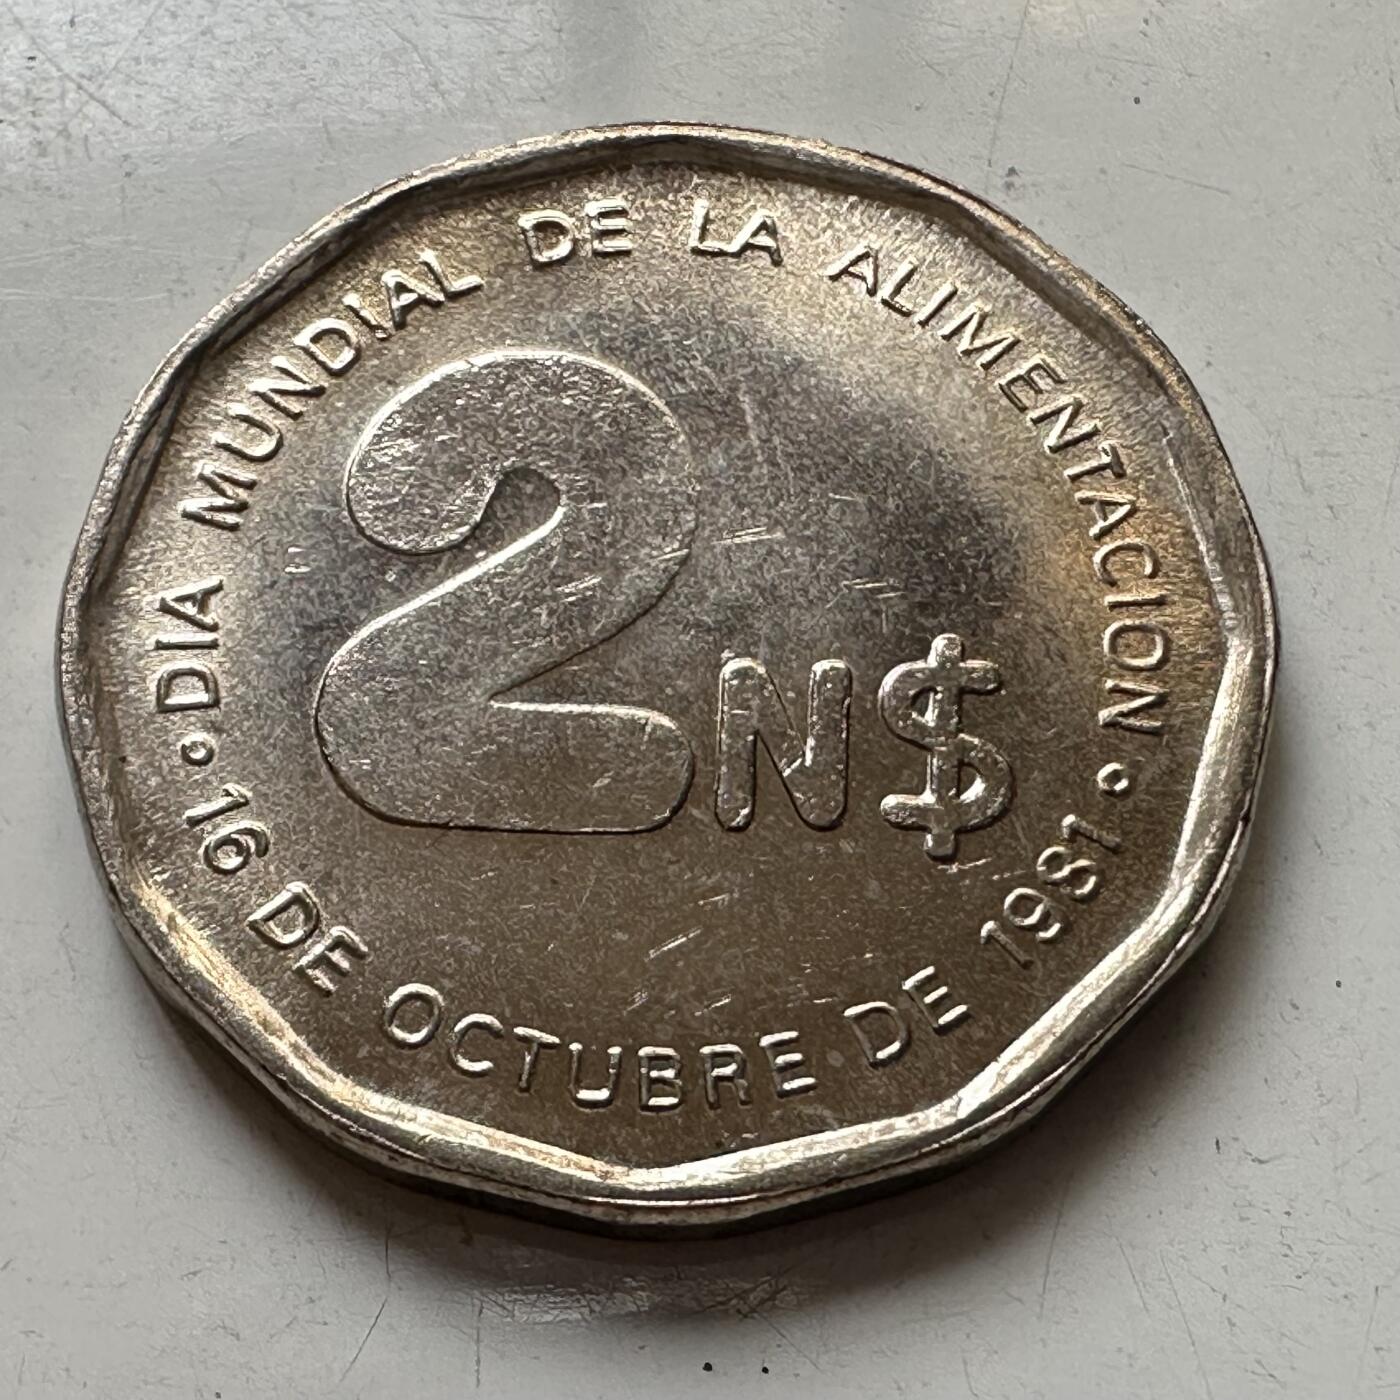 DIA MUNDIAL DE LA ALIMENTACION
2 N$
16 DE OCTUBRE DE 1981